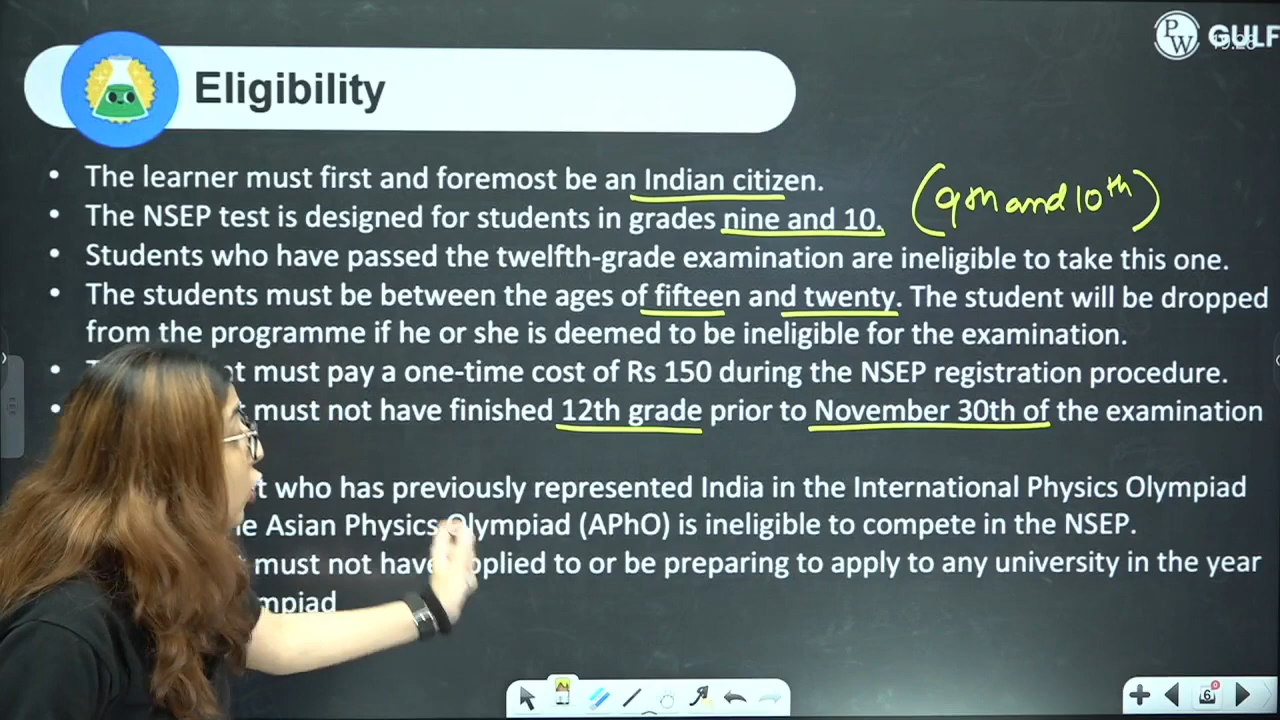 PW GULF
Eligibility
• The learner must first and foremost be an Indian citizen.
(9th and 10th)
• The NSEP test is designed for students in grades nine and 10.
• Students who have passed the twelfth-grade examination are ineligible to take this one.
• The students must be between the ages of fifteen and twenty. The student will be dropped
from the programme if he or she is deemed to be ineligible for the examination.
• must pay a one-time cost of Rs 150 during the NSEP registration procedure.
• must not have finished 12th grade prior to November 30th of the examination
who has previously represented India in the International Physics Olympiad
Asian Physics Olympiad (APhO) is ineligible to compete in the NSEP.
must not have applied to or be preparing to apply to any university in the year
6